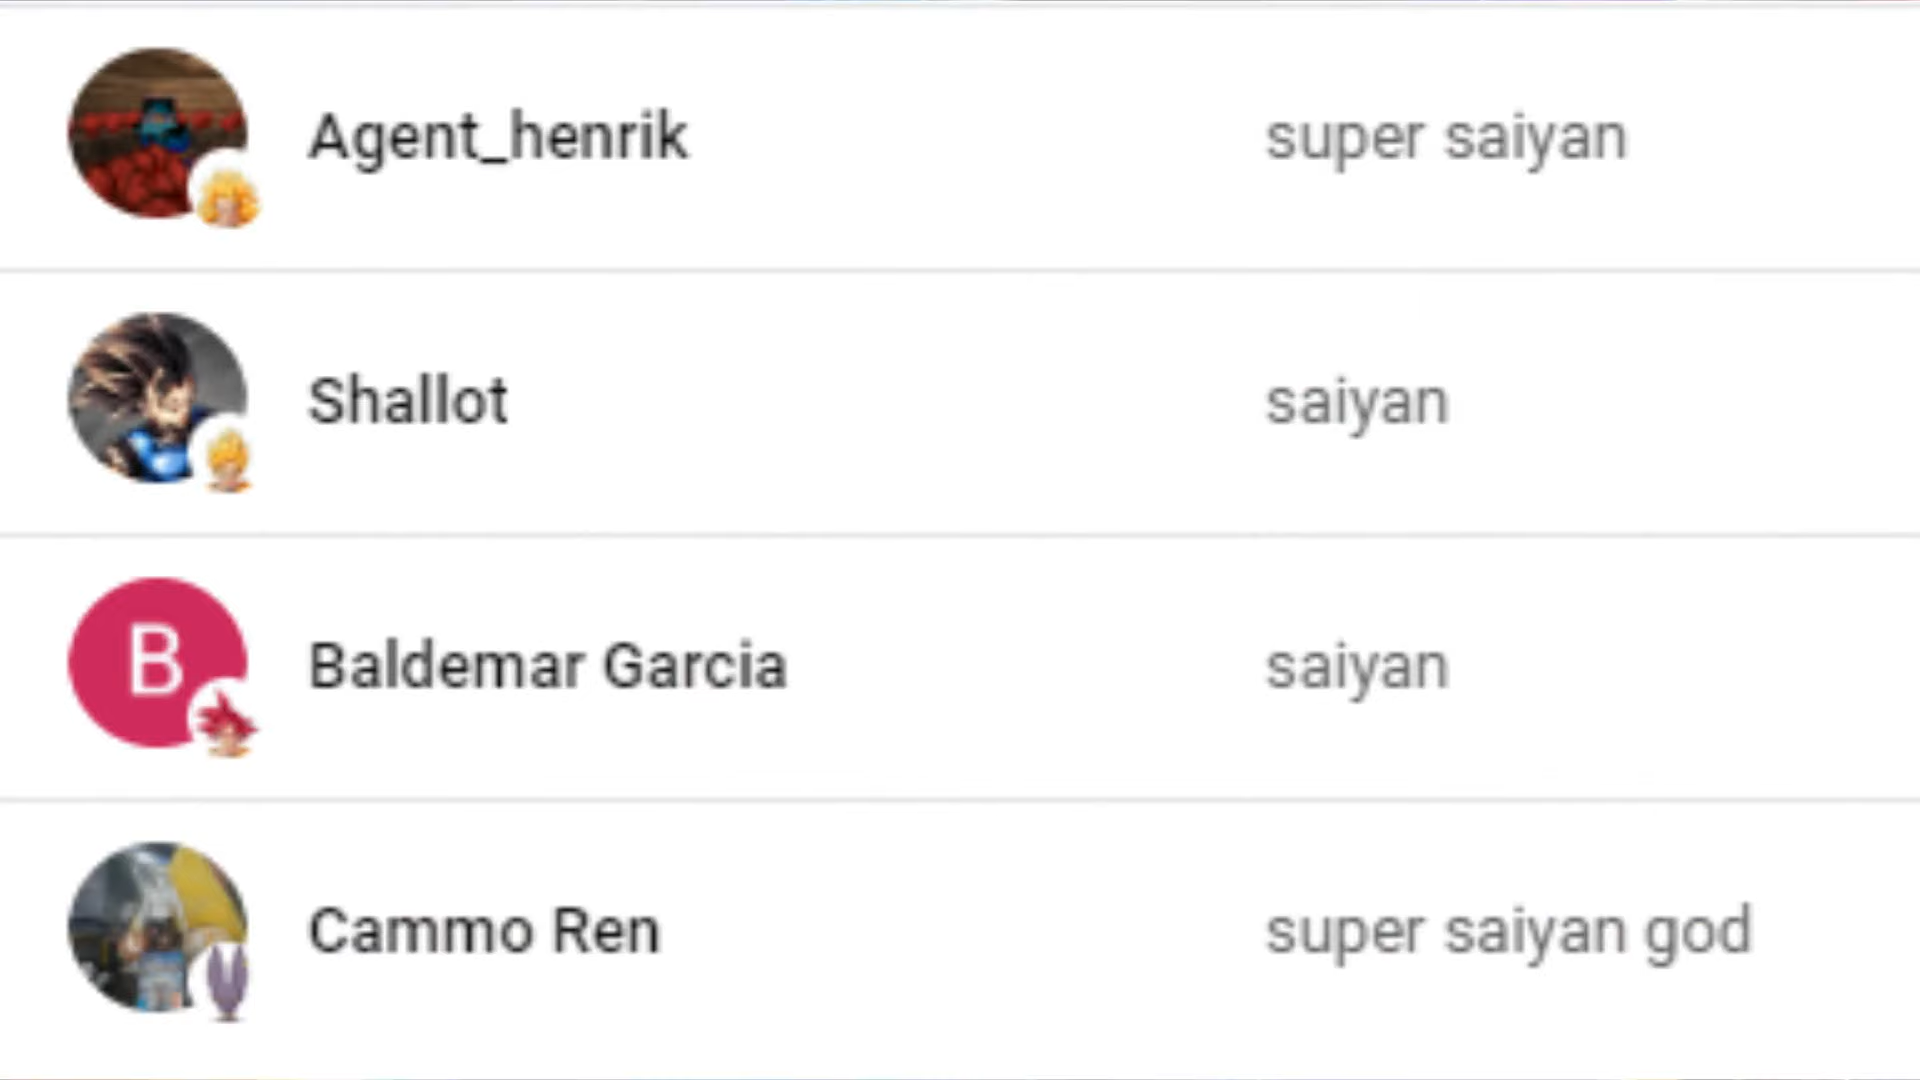 Agent_henrik super saiyan
Shallot saiyan
B
Baldemar Garcia saiyan
Cammo Ren super saiyan god